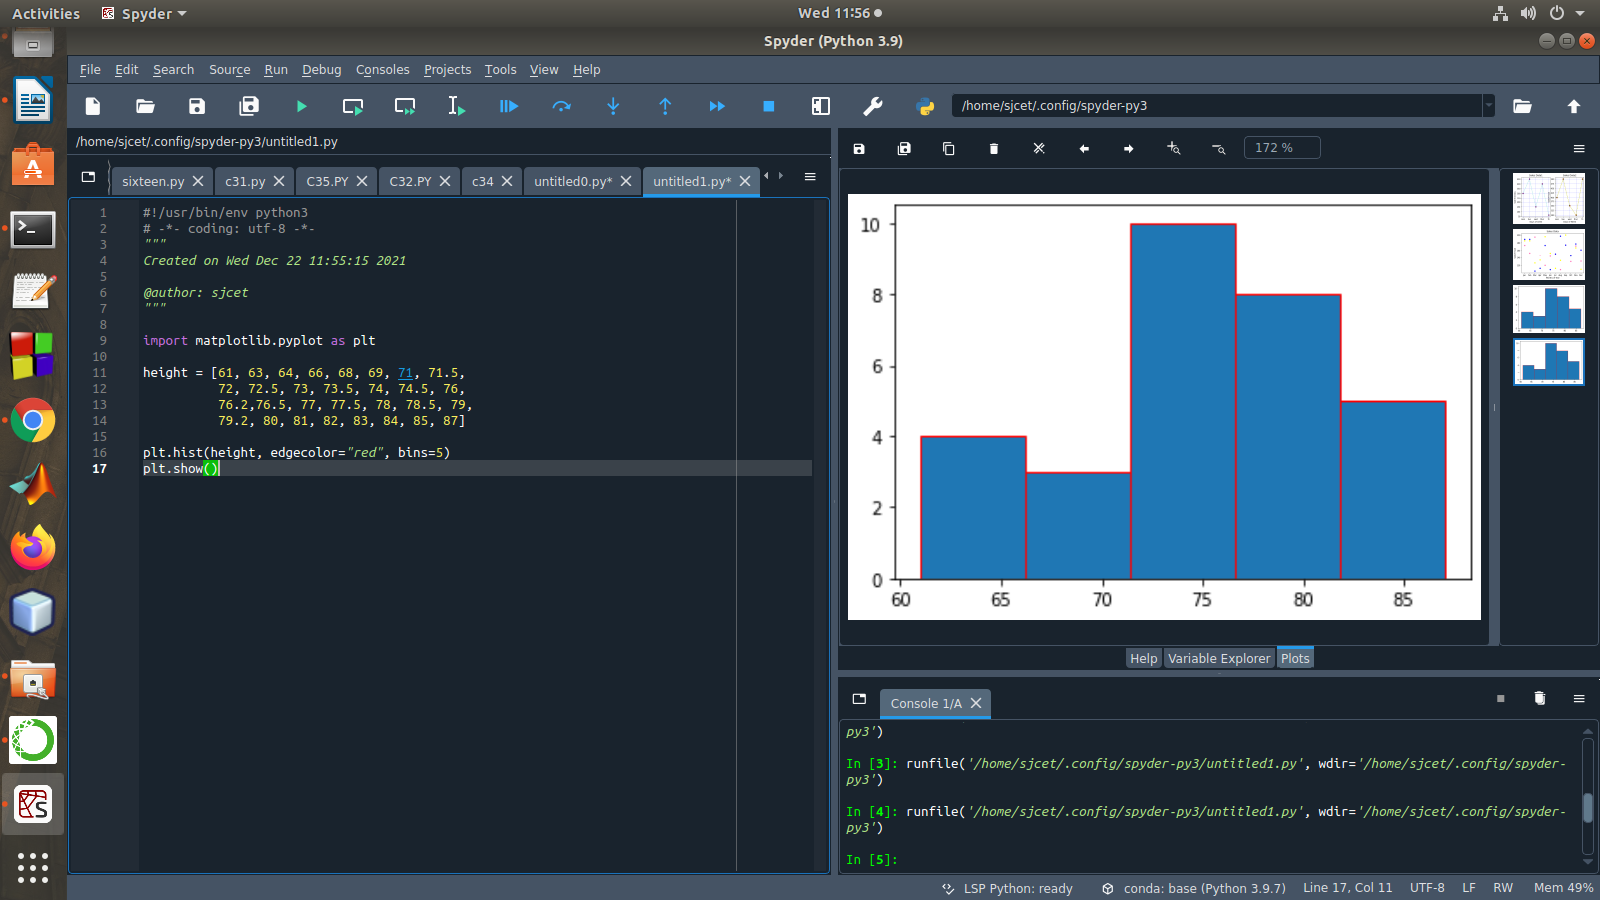 Activities Spyder Wed 11:56
Spyder (Python 3.9)
File Edit Search Source Run Debug Consoles Projects Tools View Help
/home/sjcet/.config/spyder-py3
/home/sjcet/.config/spyder-py3/untitled1.py
172 %
sixteen.py c31.py C35.PY C32.PY c34 untitled0.py* untitled1.py*
1 #!/usr/bin/env python3
2 # -*- coding: utf-8 -*-
3 """
4 Created on Wed Dec 22 11:55:15 2021
5
6 @author: sjcet
7 """
8
9 import matplotlib.pyplot as plt
10
11 height = [61, 63, 64, 66, 68, 69, 71, 71.5,
12 72, 72.5, 73, 73.5, 74, 74.5, 76,
13 76.2,76.5, 77, 77.5, 78, 78.5, 79,
14 79.2, 80, 81, 82, 83, 84, 85, 87]
15
16 plt.hist(height, edgecolor="red", bins=5)
17 plt.show()
10
8
6
4
2
0
60 65 70 75 80 85
Help Variable Explorer Plots
Console 1/A
py3')
In [3]: runfile('/home/sjcet/.config/spyder-py3/untitled1.py', wdir='/home/sjcet/.config/spyder-
py3')
In [4]: runfile('/home/sjcet/.config/spyder-py3/untitled1.py', wdir='/home/sjcet/.config/spyder-
py3')
In [5]:
LSP Python: ready conda: base (Python 3.9.7) Line 17, Col 11 UTF-8 LF RW Mem 49%